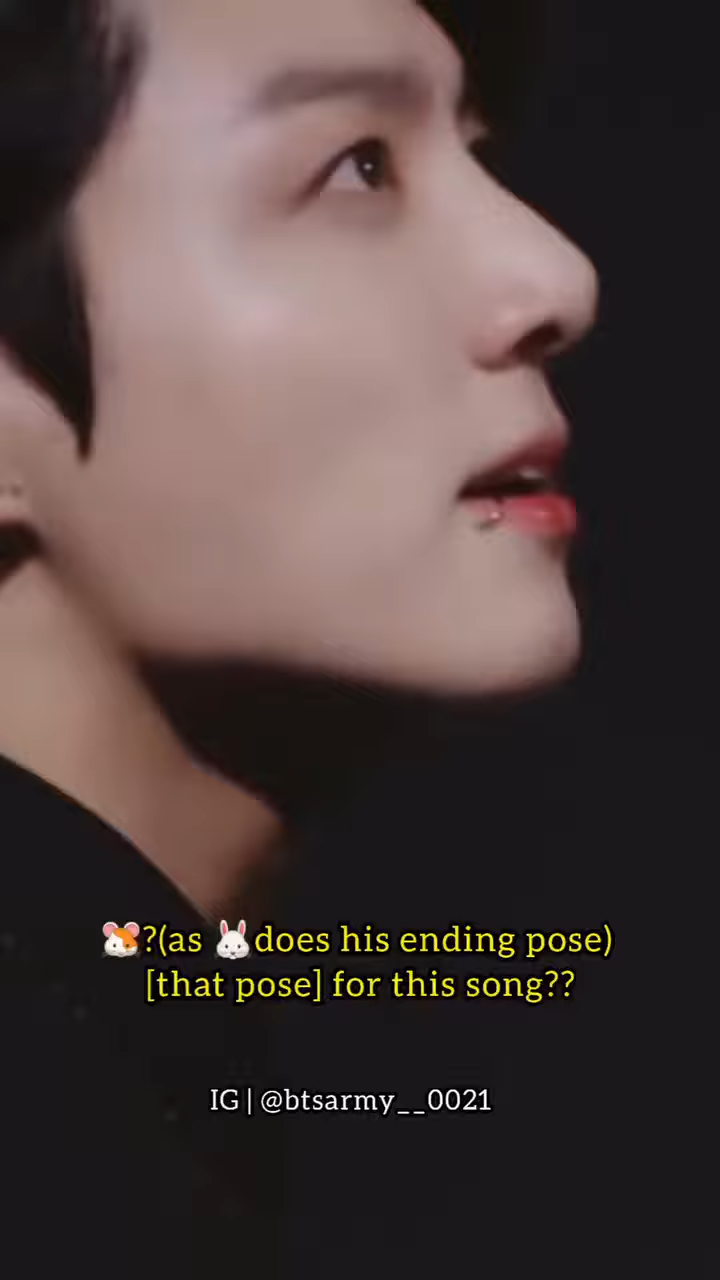 🐹?(as 🐰does his ending pose)
[that pose] for this song??
IG | @btsarmy__0021